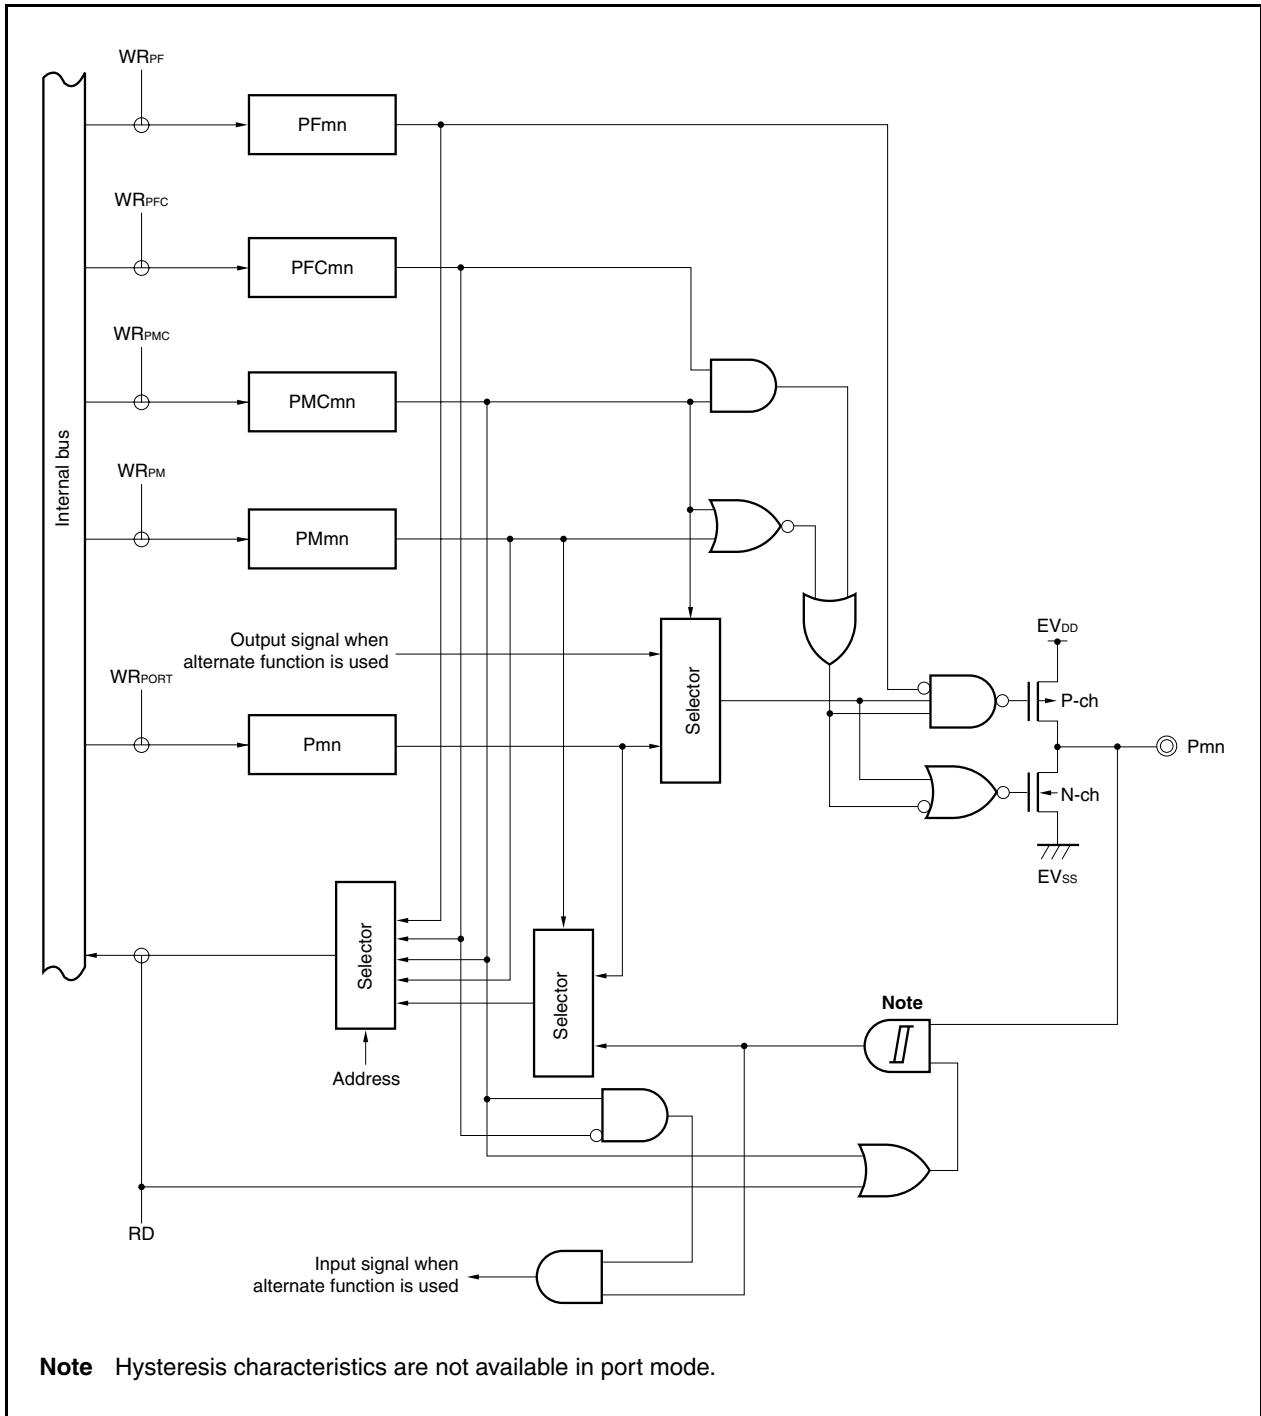 WRPF
PFmn
WRPFC
PFCmn
WRPMC
PMCmn
Internal bus
WRPM
PMmn
Output signal when
alternate function is used
EVDD
WRPORT
Selector
P-ch
Pmn
Pmn
N-ch
EVSS
Selector
Selector
Note
Address
RD
Input signal when
alternate function is used
Note Hysteresis characteristics are not available in port mode.